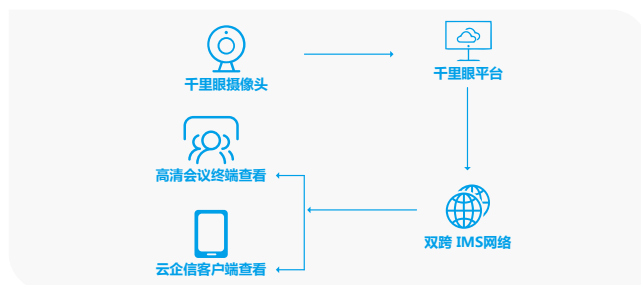 千里眼摄像头
千里眼平台
高清会议终端查看
双跨 IMS网络
云企信客户端查看